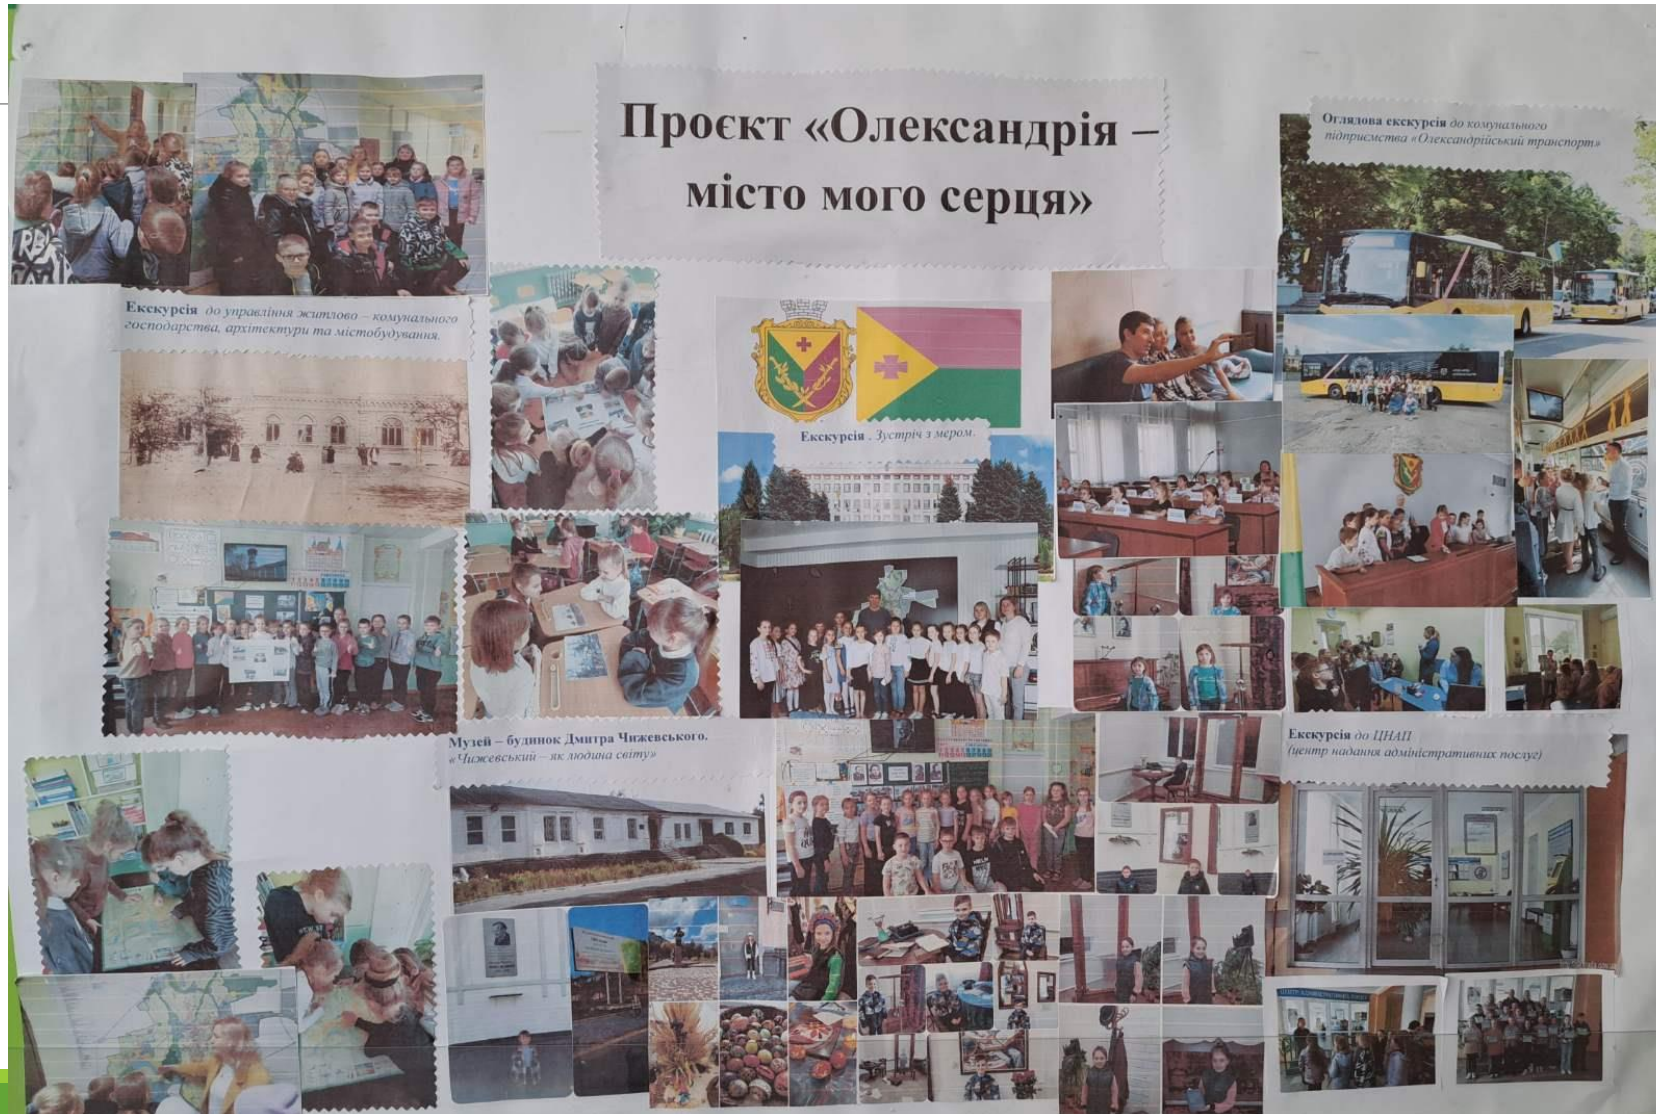 Проєкт «Олександрія –
місто мого серця»
Оглядова екскурсія до комунального
підприємства «Олександрійський транспорт»
Екскурсія до управління житлово – комунального
господарства, архітектури та містобудування.
Екскурсія . Зустріч з мером.
Музей – будинок Дмитра Чижевського.
«Чижевський – як людина світу»
Екскурсія до ЦНАП
(центр надання адміністративних послуг)